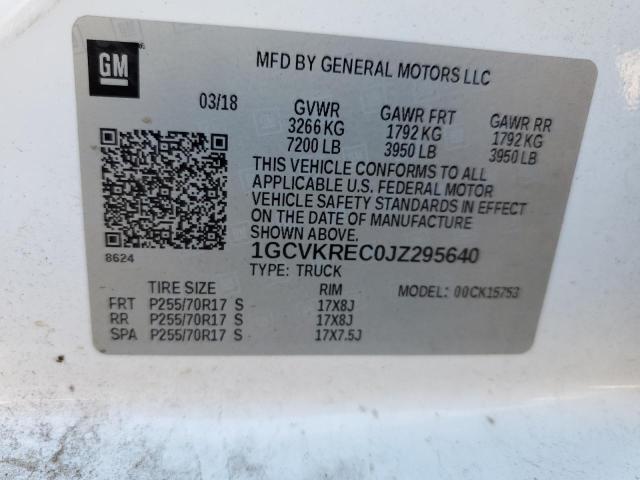 GM
MFD BY GENERAL MOTORS LLC
03/18
GVWR GAWR FRT GAWR RR
3266 KG 1792 KG 1792 KG
7200 LB 3950 LB 3950 LB
THIS VEHICLE CONFORMS TO ALL
APPLICABLE U.S. FEDERAL MOTOR
VEHICLE SAFETY STANDARDS IN EFFECT
ON THE DATE OF MANUFACTURE
SHOWN ABOVE.
8624
1GCVKREC0JZ295640
TYPE: TRUCK
TIRE SIZE RIM MODEL: 00CK15753
FRT P255/70R17 S 17X8J
RR P255/70R17 S 17X8J
SPA P255/70R17 S 17X7.5J